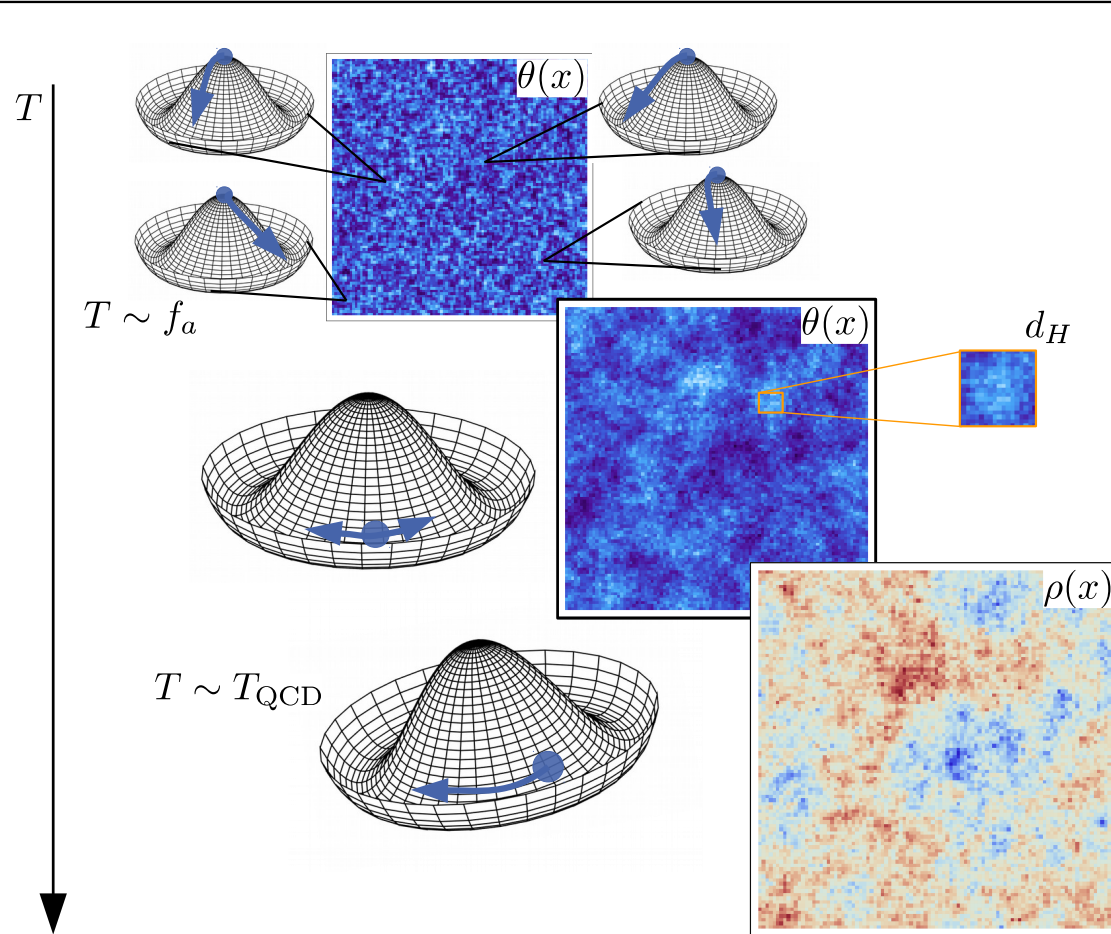 T
θ(x)
T ∼ f_a
θ(x)
d_H
ρ(x)
T ∼ T_QCD